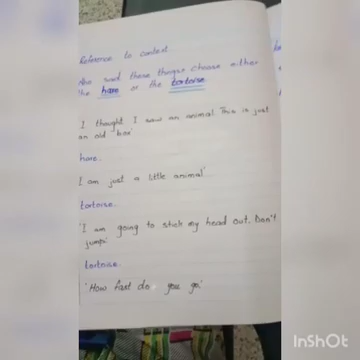 Reference to context
Who said these things choose either
the hare or the tortoise.
'I thought I saw an animal. This is just
an old box'
hare.
'I am just a little animal'
tortoise.
'I am going to stick my head out. Don't
jump.'
tortoise.
'How fast do you go.'
InShOt